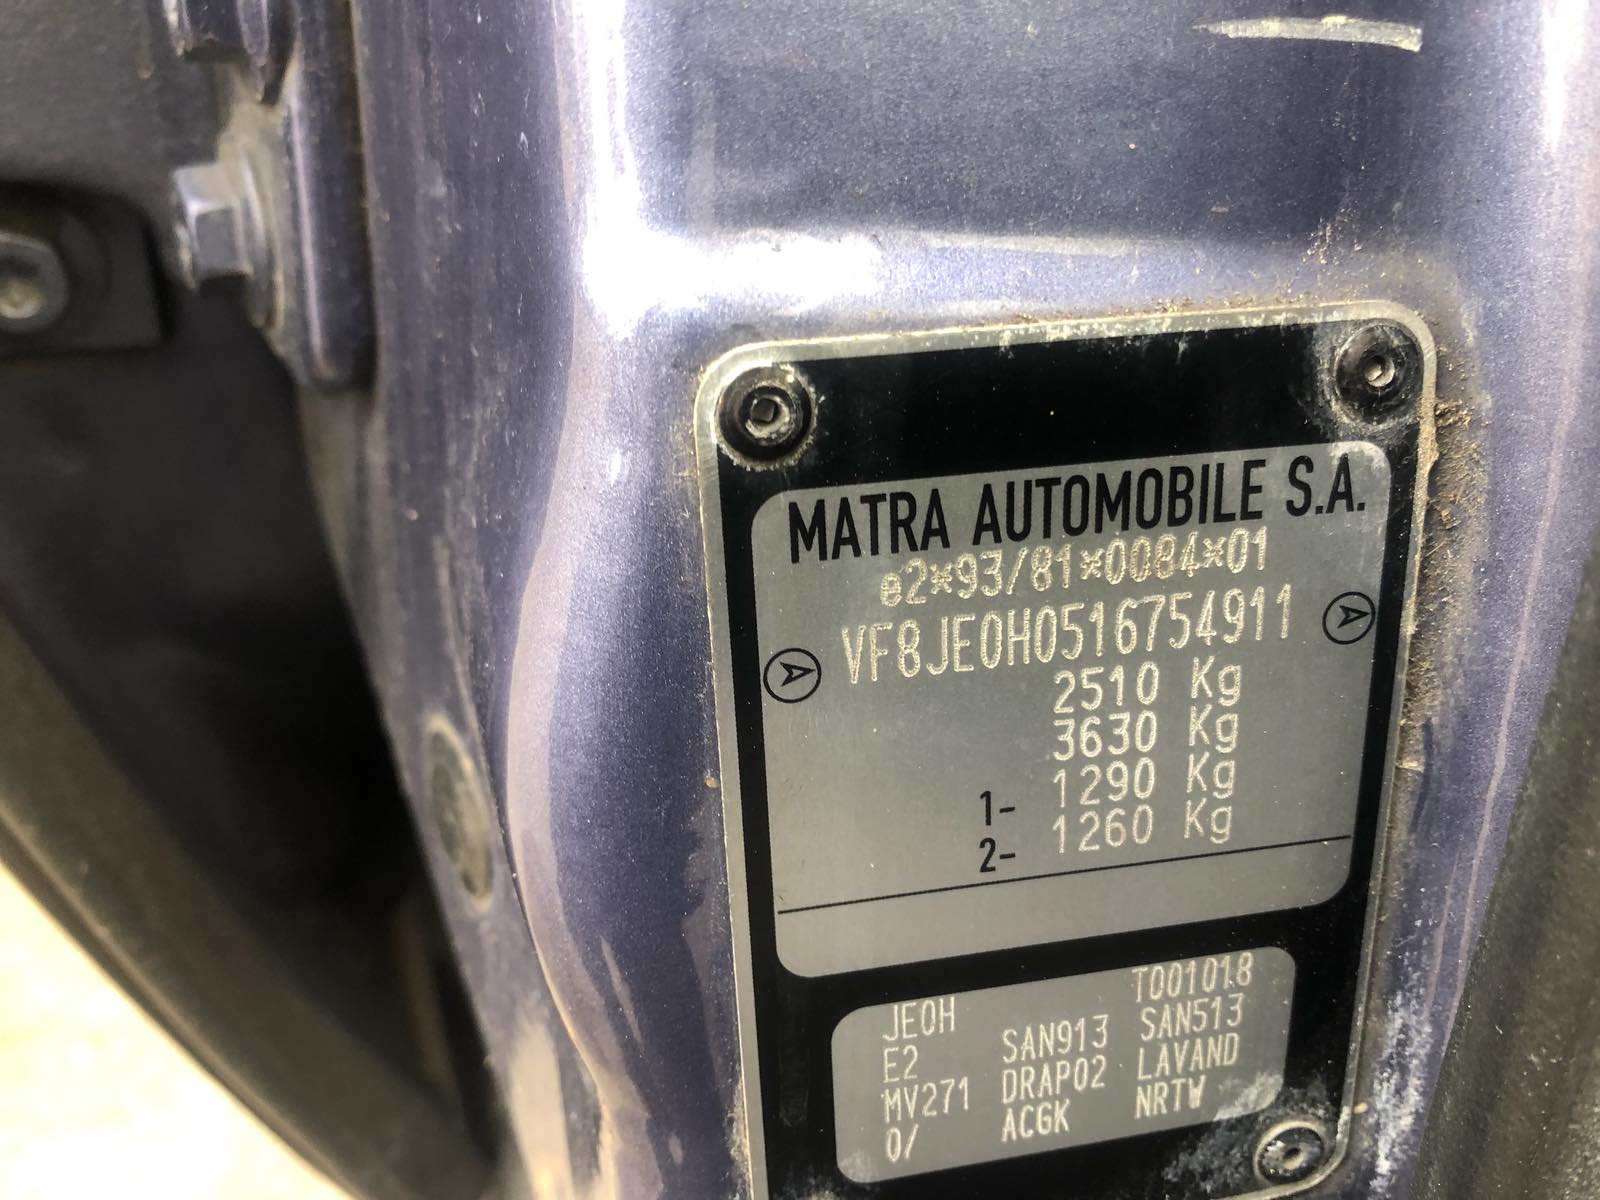 MATRA AUTOMOBILE S.A.
e2*93/81*0084*01
VF8JE0H0516754911
2510 Kg
3630 Kg
1- 1290 Kg
2- 1260 Kg
JE0H T001018
E2 SAN913 SAN513
MV271 DRAP02 LAVAND
0/ ACGK NRTW